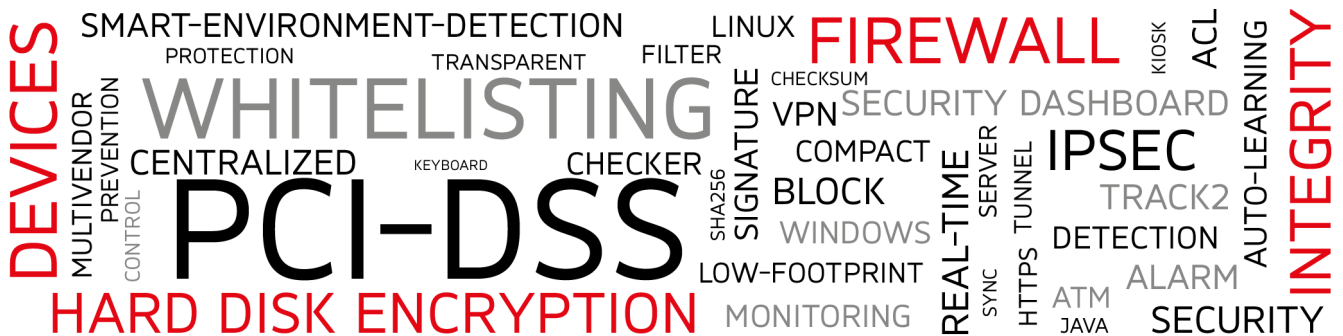 DEVICES
SMART-ENVIRONMENT-DETECTION
LINUX
FIREWALL
KIOSK
ACL
INTEGRITY
PROTECTION
TRANSPARENT
FILTER
AUTO-LEARNING
WHITELISTING
SIGNATURE
CHECKSUM
SECURITY DASHBOARD
MULTIVENDOR
PREVENTION
VPN
CENTRALIZED
KEYBOARD
CHECKER
COMPACT
SERVER
IPSEC
PCI-DSS
SHA256
BLOCK
REAL-TIME
TUNNEL
TRACK2
CONTROL
WINDOWS
DETECTION
LOW-FOOTPRINT
SYNC
HTTPS
ALARM
HARD DISK ENCRYPTION
MONITORING
ATM
JAVA
SECURITY